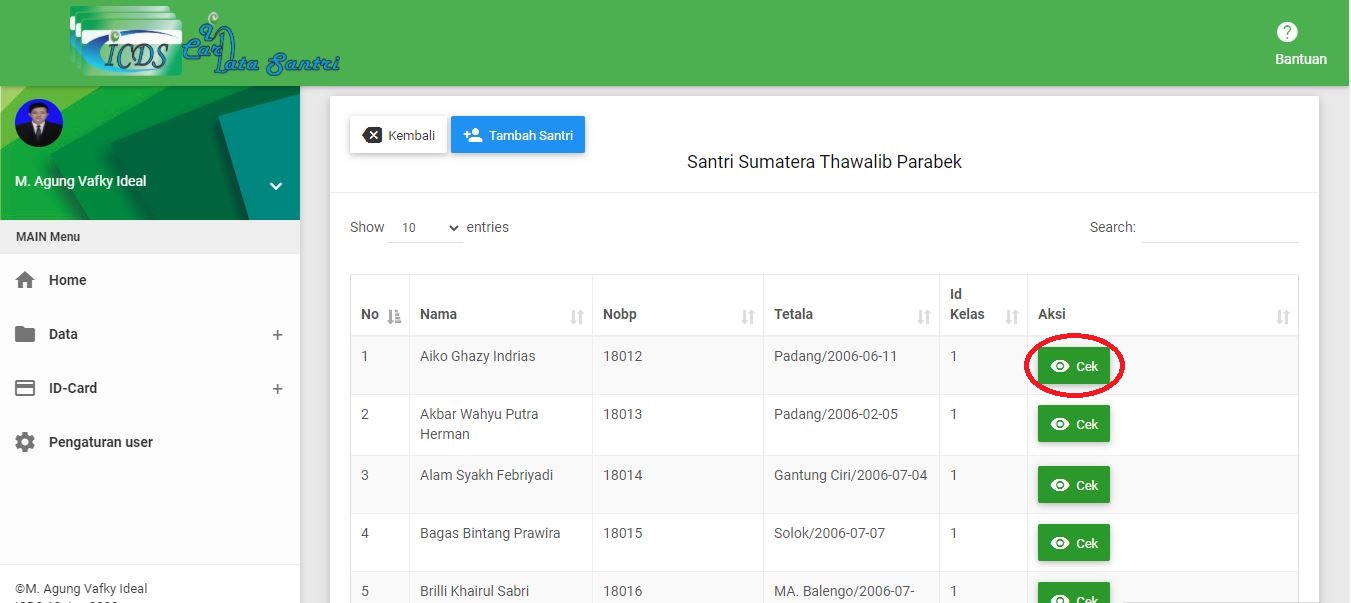 iCDS Card Data Santri
?
Bantuan
Kembali
Tambah Santri
Santri Sumatera Thawalib Parabek
M. Agung Vafky Ideal
MAIN Menu
Home
Data +
ID-Card +
Pengaturan user
©M. Agung Vafky Ideal
Show 10 entries
Search:
No Nama Nobp Tetala Id Kelas Aksi
1 Aiko Ghazy Indrias 18012 Padang/2006-06-11 1 Cek
2 Akbar Wahyu Putra Herman 18013 Padang/2006-02-05 1 Cek
3 Alam Syakh Febriyadi 18014 Gantung Ciri/2006-07-04 1 Cek
4 Bagas Bintang Prawira 18015 Solok/2006-07-07 1 Cek
5 Brilli Khairul Sabri 18016 MA. Balengo/2006-07- 1 Cek